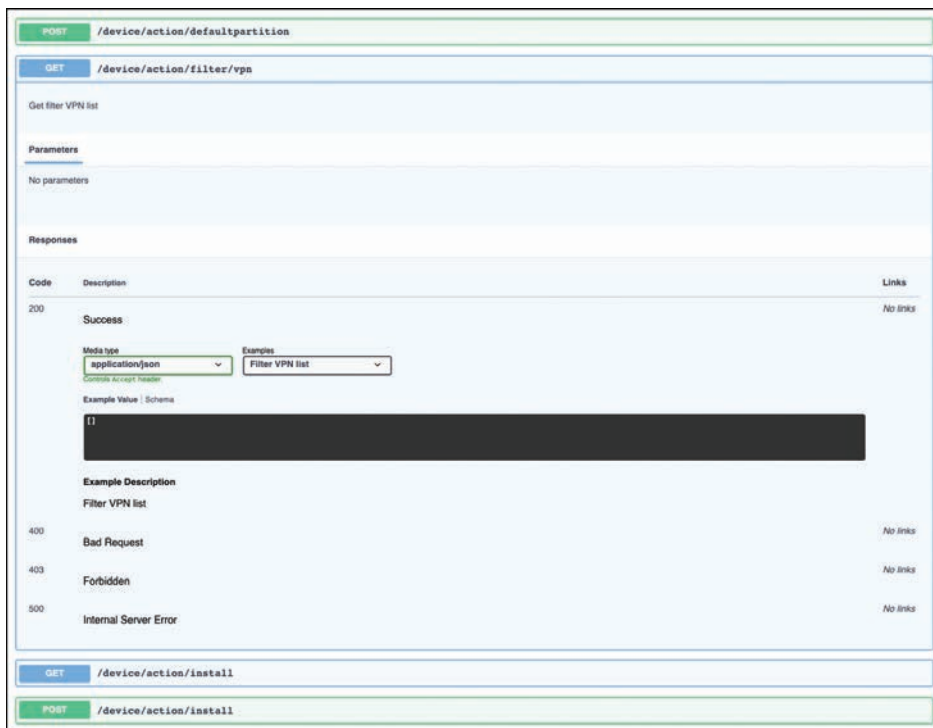 POST /device/action/defaultpartition
GET /device/action/filter/vpn
Get filter VPN list
Parameters
No parameters
Responses
Code Description Links
200 Success No links
Media type Examples
application/json Filter VPN list
Controls Accept header.
Example Value | Schema
[]
Example Description
Filter VPN list
400 Bad Request No links
403 Forbidden No links
500 Internal Server Error No links
GET /device/action/install
POST /device/action/install